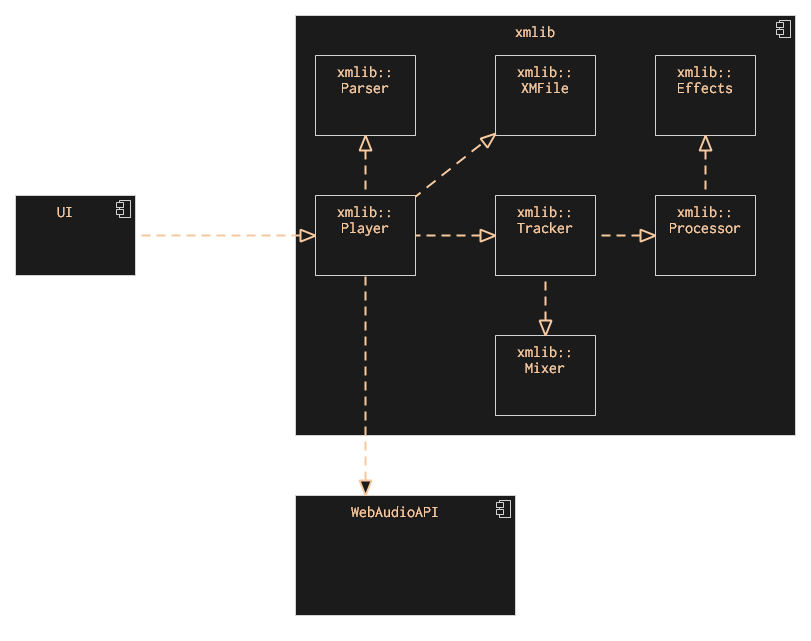 xmlib
xmlib::
Parser
xmlib::
XMFile
xmlib::
Effects
UI
xmlib::
Player
xmlib::
Tracker
xmlib::
Processor
xmlib::
Mixer
WebAudioAPI